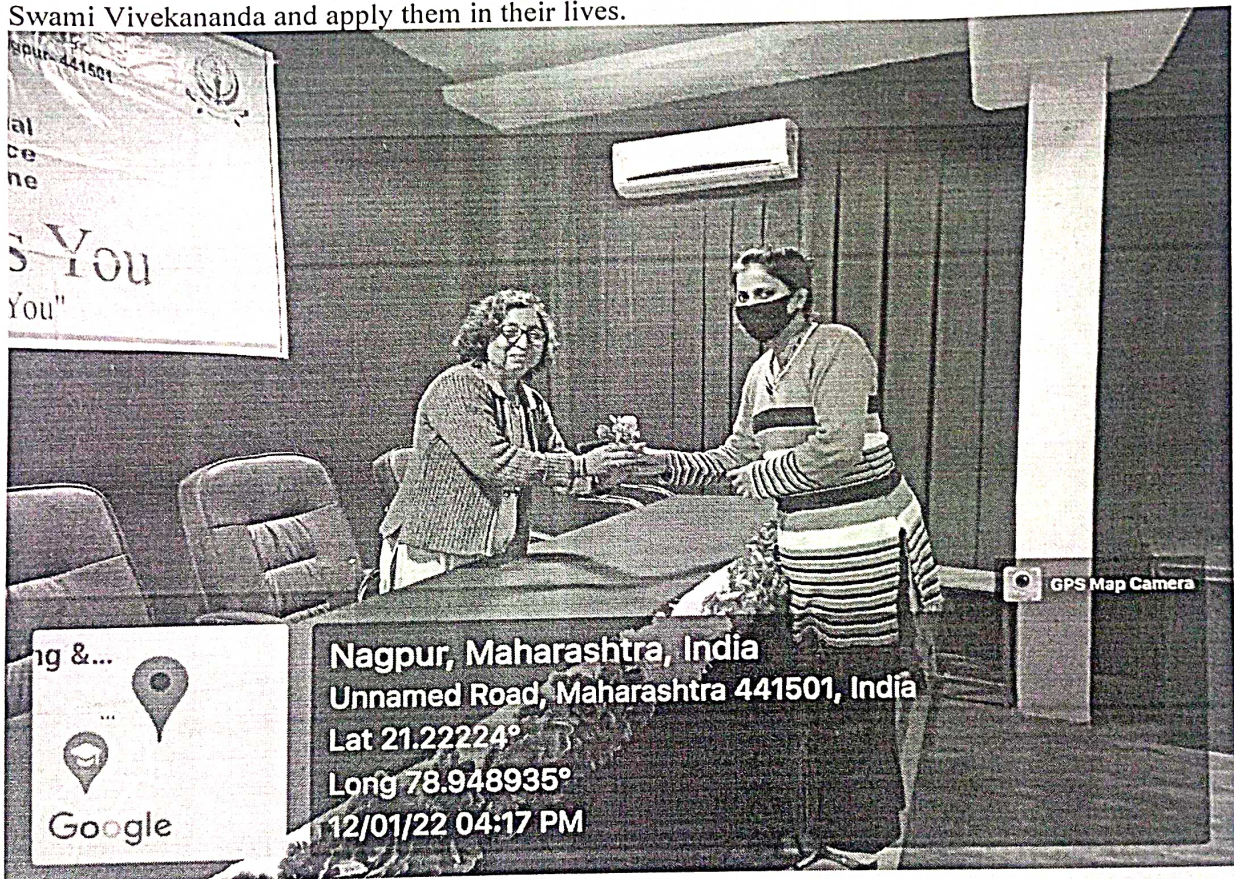 Swami Vivekananda and apply them in their lives.
441501
al
ce
ne
s You
You"
GPS Map Camera
ng &...
...
Google
Nagpur, Maharashtra, India
Unnamed Road, Maharashtra 441501, India
Lat 21.22224°
Long 78.948935°
12/01/22 04:17 PM